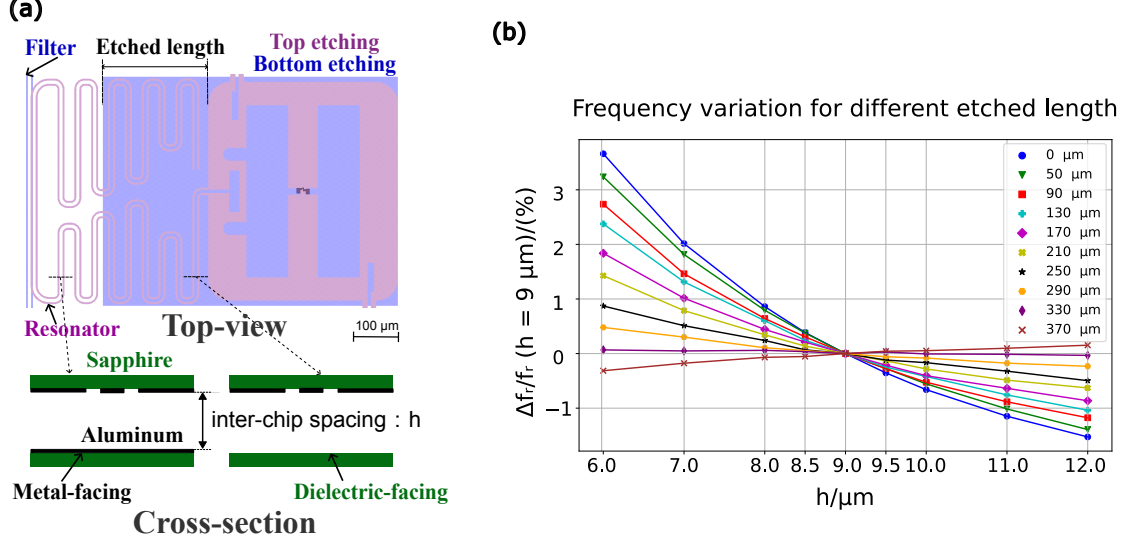 (a)
Filter
Etched length
Top etching
Bottom etching
Resonator
Top-view
100 μm
Sapphire
inter-chip spacing : h
Aluminum
Metal-facing
Dielectric-facing
Cross-section
(b)
Frequency variation for different etched length
Δfr/fr (h = 9 μm)/(%)
3
2
1
0
−1
0 μm
50 μm
90 μm
130 μm
170 μm
210 μm
250 μm
290 μm
330 μm
370 μm
6.0 7.0 8.0 8.5 9.0 9.5 10.0 11.0 12.0
h/μm